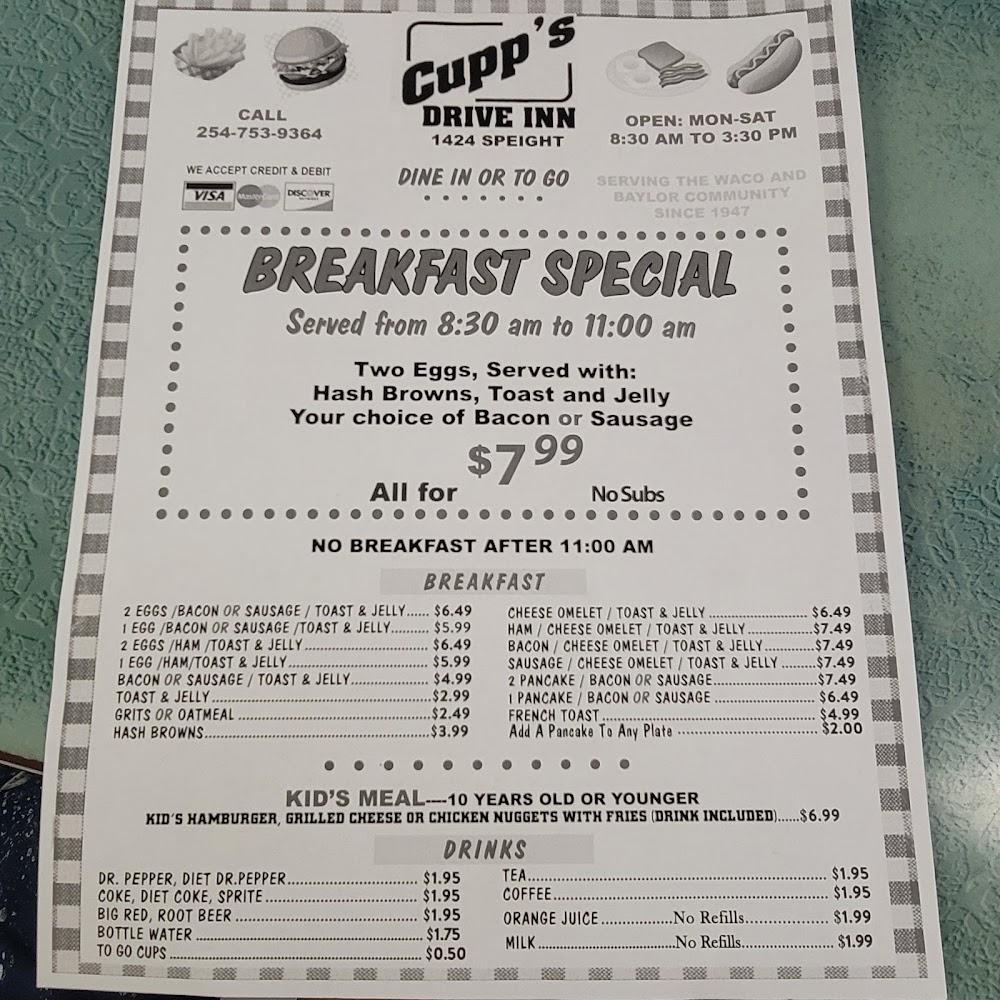 Cupp's
DRIVE INN
1424 SPEIGHT
CALL
254-753-9364
OPEN: MON-SAT
8:30 AM TO 3:30 PM
WE ACCEPT CREDIT & DEBIT
VISA MasterCard DISCOVER
DINE IN OR TO GO
SERVING THE WACO AND
BAYLOR COMMUNITY
SINCE 1947
BREAKFAST SPECIAL
Served from 8:30 am to 11:00 am
Two Eggs, Served with:
Hash Browns, Toast and Jelly
Your choice of Bacon or Sausage
All for $7.99 No Subs
NO BREAKFAST AFTER 11:00 AM
BREAKFAST
2 EGGS /BACON OR SAUSAGE / TOAST & JELLY...... $6.49
1 EGG /BACON OR SAUSAGE /TOAST & JELLY.......... $5.99
2 EGGS /HAM /TOAST & JELLY.......... $6.49
1 EGG /HAM/TOAST & JELLY.......... $5.99
BACON OR SAUSAGE / TOAST & JELLY.......... $4.99
TOAST & JELLY.......... $2.99
GRITS OR OATMEAL .......... $2.49
HASH BROWNS.......... $3.99
CHEESE OMELET / TOAST & JELLY .......... $6.49
HAM / CHEESE OMELET / TOAST & JELLY.......... $7.49
BACON / CHEESE OMELET / TOAST & JELLY.......... $7.49
SAUSAGE / CHEESE OMELET / TOAST & JELLY .......... $7.49
2 PANCAKE / BACON OR SAUSAGE.......... $7.49
1 PANCAKE / BACON OR SAUSAGE .......... $6.49
FRENCH TOAST.......... $4.99
Add A Pancake To Any Plate .......... $2.00
KID'S MEAL----10 YEARS OLD OR YOUNGER
KID'S HAMBURGER, GRILLED CHEESE OR CHICKEN NUGGETS WITH FRIES (DRINK INCLUDED)......$6.99
DRINKS
DR. PEPPER, DIET DR.PEPPER.......... $1.95
COKE, DIET COKE, SPRITE.......... $1.95
BIG RED, ROOT BEER.......... $1.95
BOTTLE WATER .......... $1.75
TO GO CUPS .......... $0.50
TEA.......... $1.95
COFFEE.......... $1.95
ORANGE JUICE..........No Refills.......... $1.99
MILK..........No Refills.......... $1.99